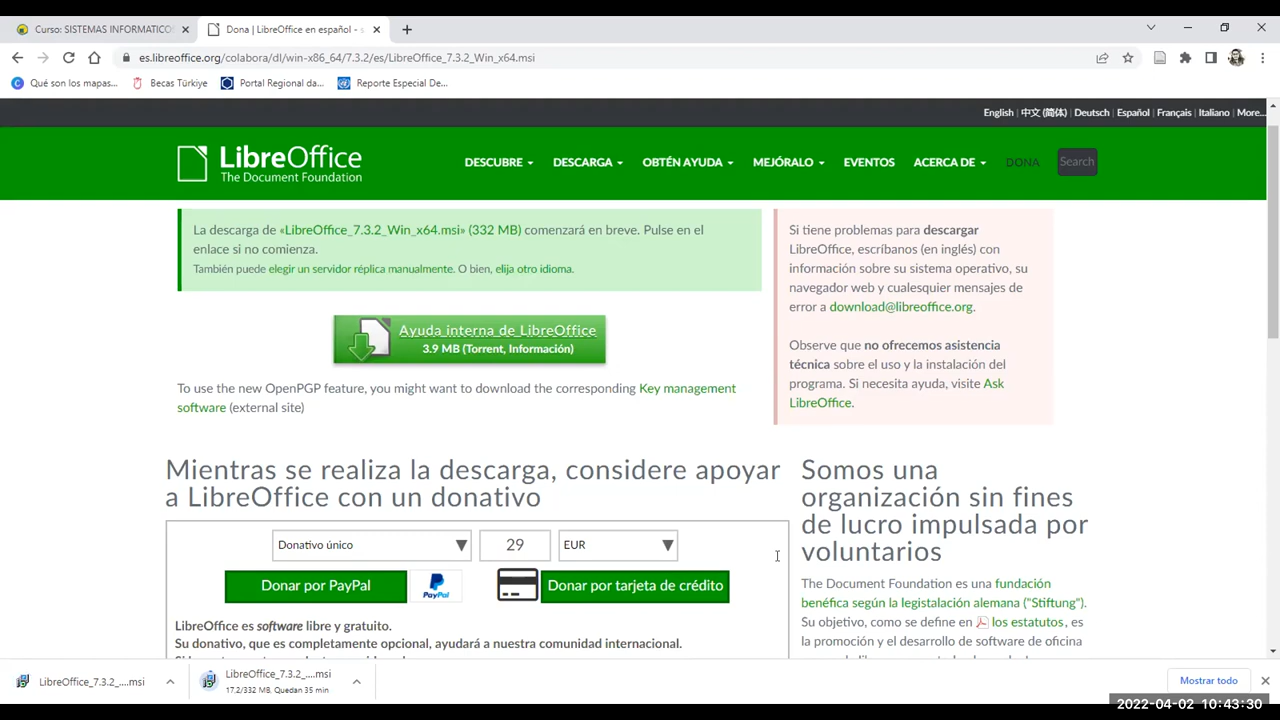 Curso: SISTEMAS INFORMATICOS
Dona | LibreOffice en español - s
es.libreoffice.org/colabora/dl/win-x86_64/7.3.2/es/LibreOffice_7.3.2_Win_x64.msi
Qué son los mapas...
Becas Türkiye
Portal Regional da...
Reporte Especial De...
English | 中文 (简体) | Deutsch | Español | Français | Italiano | More...
LibreOffice
The Document Foundation
DESCUBRE
DESCARGA
OBTÉN AYUDA
MEJÓRALO
EVENTOS
ACERCA DE
DONA
Search
La descarga de «LibreOffice_7.3.2_Win_x64.msi» (332 MB) comenzará en breve. Pulse en el
enlace si no comienza.
También puede elegir un servidor réplica manualmente. O bien, elija otro idioma.
Ayuda interna de LibreOffice
3.9 MB (Torrent, Información)
To use the new OpenPGP feature, you might want to download the corresponding Key management
software (external site)
Si tiene problemas para descargar
LibreOffice, escríbanos (en inglés) con
información sobre su sistema operativo, su
navegador web y cualesquier mensajes de
error a download@libreoffice.org.
Observe que no ofrecemos asistencia
técnica sobre el uso y la instalación del
programa. Si necesita ayuda, visite Ask
LibreOffice.
Mientras se realiza la descarga, considere apoyar
a LibreOffice con un donativo
Donativo único
29
EUR
Donar por PayPal
PayPal
Donar por tarjeta de crédito
LibreOffice es software libre y gratuito.
Su donativo, que es completamente opcional, ayudará a nuestra comunidad internacional.
Somos una
organización sin fines
de lucro impulsada por
voluntarios
The Document Foundation es una fundación
benéfica según la legistalación alemana ("Stiftung").
Su objetivo, como se define en los estatutos, es
la promoción y el desarrollo de software de oficina
LibreOffice_7.3.2_....msi
LibreOffice_7.3.2_....msi
17.2/332 MB. Quedan 35 min
Mostrar todo
2022-04-02 10:43:30